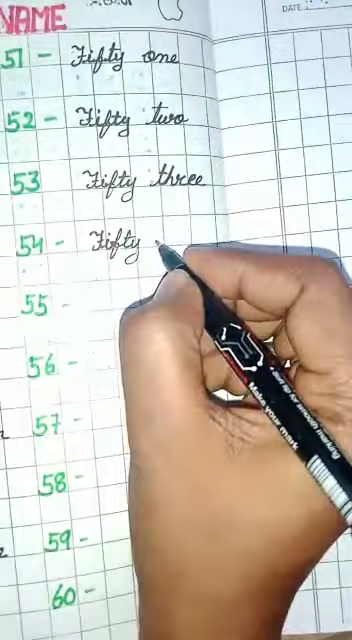 NAME
DATE:
51 - Fifty one
52 - Fifty two
53 Fifty three
54 - Fifty
55 -
56 -
57 -
58 -
59 -
60 -
Make your mark